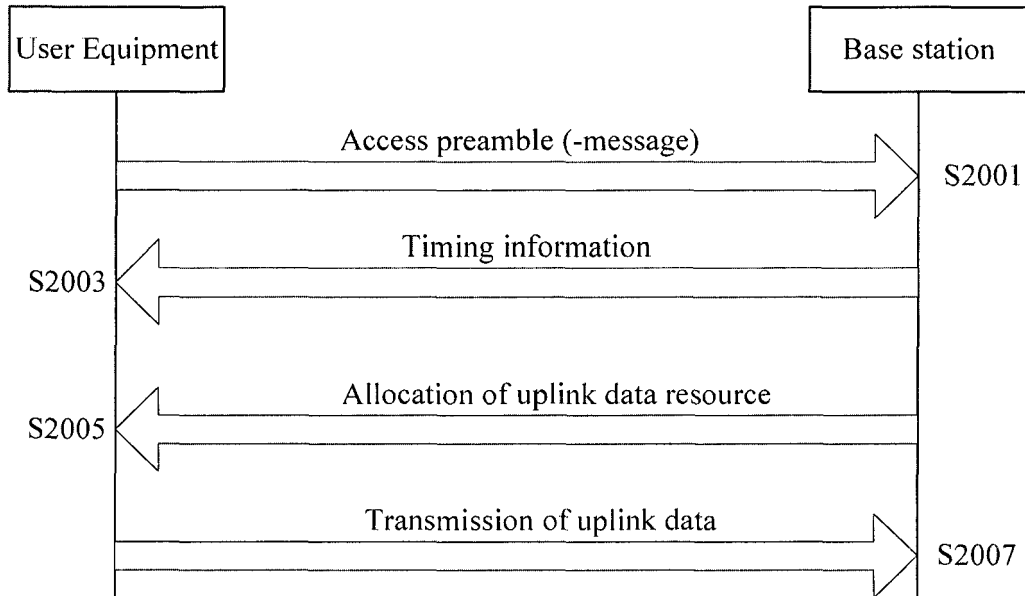 User Equipment
Base station
Access preamble (-message)
S2001
Timing information
S2003
Allocation of uplink data resource
S2005
Transmission of uplink data
S2007